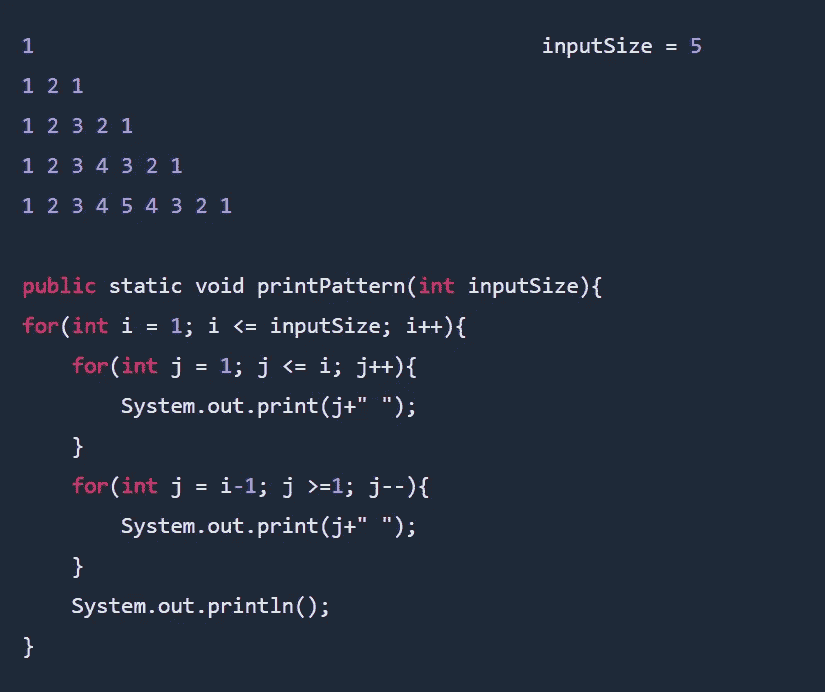 1                                          inputSize = 5
1 2 1
1 2 3 2 1
1 2 3 4 3 2 1
1 2 3 4 5 4 3 2 1

public static void printPattern(int inputSize){
for(int i = 1; i <= inputSize; i++){
    for(int j = 1; j <= i; j++){
        System.out.print(j+" ");
    }
    for(int j = i-1; j >=1; j--){
        System.out.print(j+" ");
    }
    System.out.println();
}